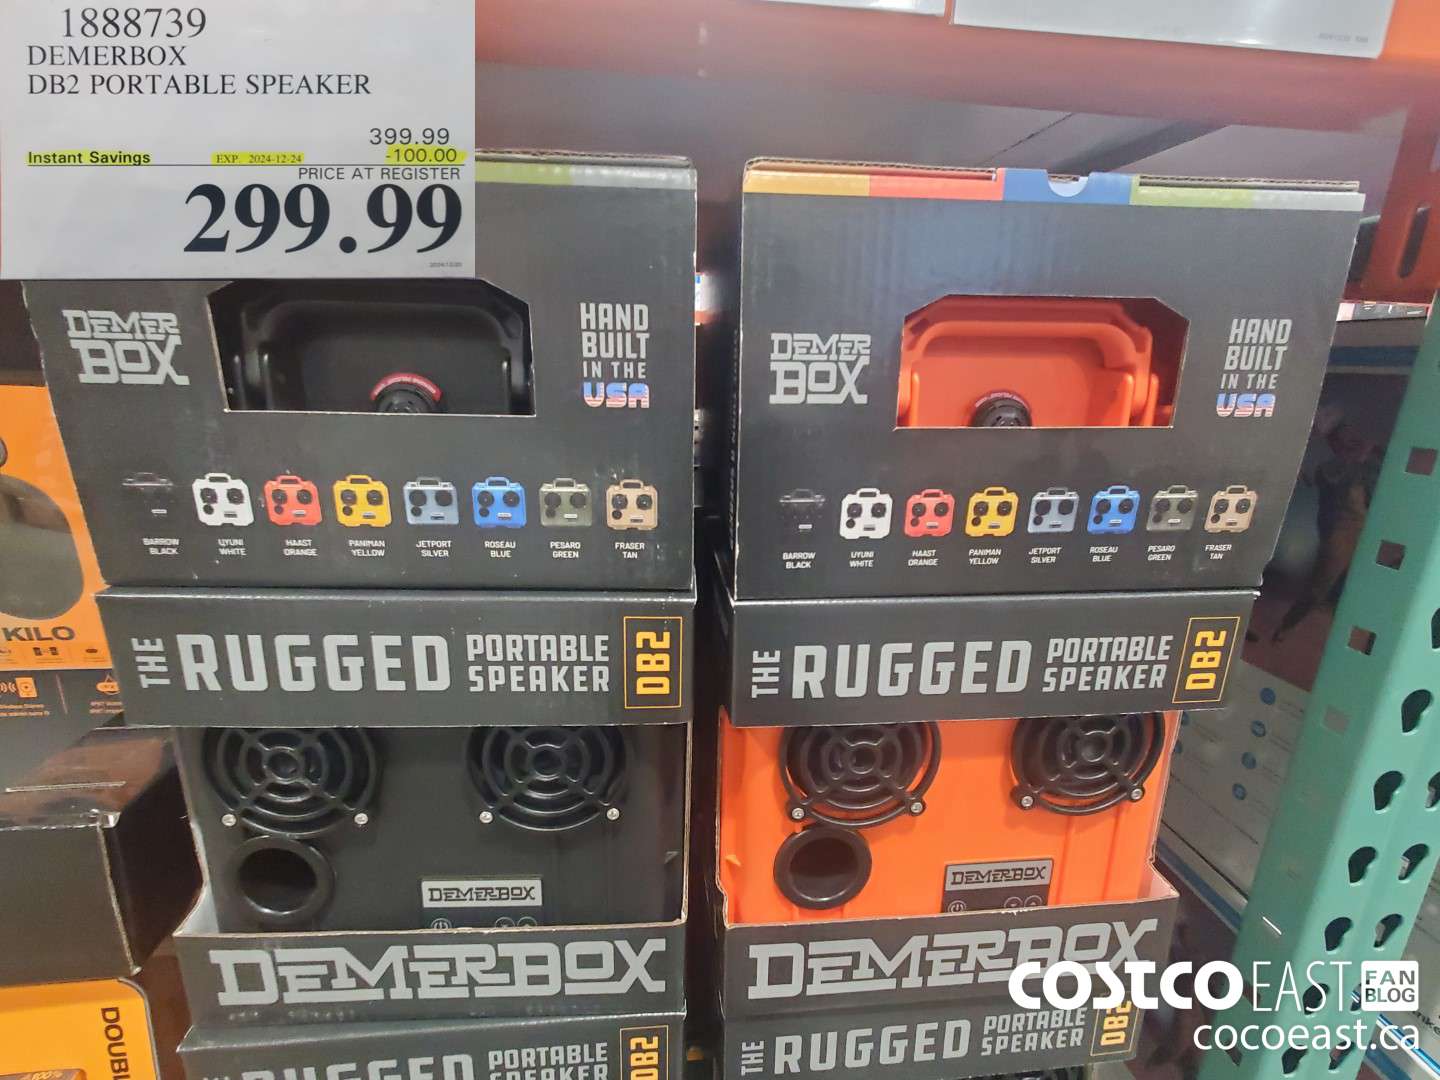 1888739
DEMERBOX
DB2 PORTABLE SPEAKER
399.99
Instant Savings EXP. 2024-12-24 -100.00
PRICE AT REGISTER
299.99
DEMER
BOX
HAND
BUILT
IN THE
USA
BARROW
BLACK
UYUNI
WHITE
HAAST
ORANGE
PANIMAN
YELLOW
JETPORT
SILVER
ROSEAU
BLUE
PESARO
GREEN
FRASER
TAN
THE RUGGED PORTABLE
SPEAKER DB2
DEMERBOX
DEMERBOX
RUGGED PORTABLE
SPEAKER DB2
DEMER
BOX
HAND
BUILT
IN THE
USA
BARROW
BLACK
UYUNI
WHITE
HAAST
ORANGE
PANIMAN
YELLOW
JETPORT
SILVER
ROSEAU
BLUE
PESARO
GREEN
FRASER
TAN
THE RUGGED PORTABLE
SPEAKER DB2
DEMERBOX
DEMERBOX
THE RUGGED PORTABLE
SPEAKER DB2
KILO
DOUBL
100%
COSTCO EAST FAN
BLOG
cocoeast.ca